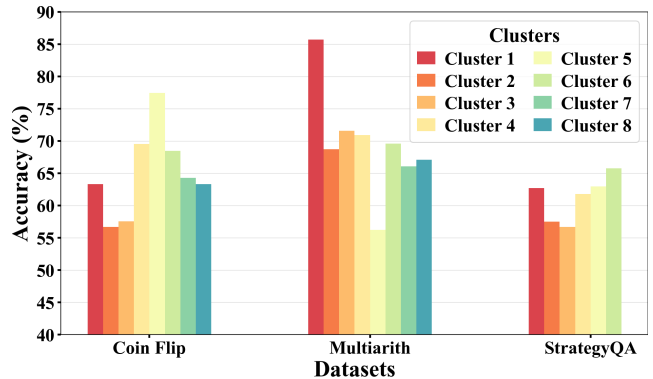 90
85
80
75
70
65
60
55
50
45
40
Accuracy (%)
Clusters
Cluster 1
Cluster 2
Cluster 3
Cluster 4
Cluster 5
Cluster 6
Cluster 7
Cluster 8
Coin Flip
Multiarith
StrategyQA
Datasets